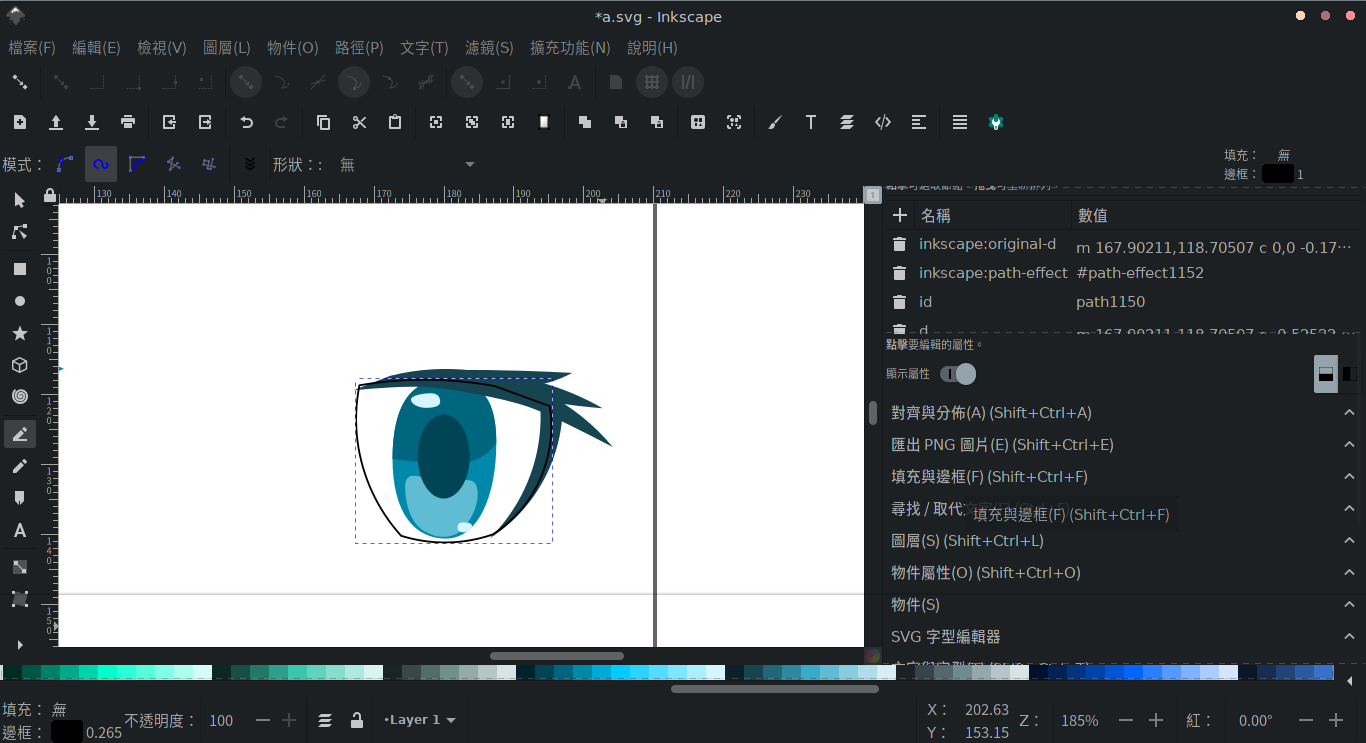 *a.svg - Inkscape
檔案(F) 編輯(E) 檢視(V) 圖層(L) 物件(O) 路徑(P) 文字(T) 濾鏡(S) 擴充功能(N) 說明(H)
模式： 形狀：: 無
填充： 無
邊框： 1
130 140 150 160 170 180 190 200 210 220 230
100
110
120
130
140
150
1
名稱 數值
inkscape:original-d m 167.90211,118.70507 c 0,0 -0.17⋯
inkscape:path-effect #path-effect1152
id path1150
d
點擊要編輯的屬性。
顯示屬性
對齊與分佈(A) (Shift+Ctrl+A)
匯出 PNG 圖片(E) (Shift+Ctrl+E)
填充與邊框(F) (Shift+Ctrl+F)
尋找 / 取代
填充與邊框(F) (Shift+Ctrl+F)
圖層(S) (Shift+Ctrl+L)
物件屬性(O) (Shift+Ctrl+O)
物件(S)
SVG 字型編輯器
填充： 無
邊框： 0.265
不透明度： 100
•Layer 1
X： 202.63
Y： 153.15
Z： 185%
紅： 0.00°